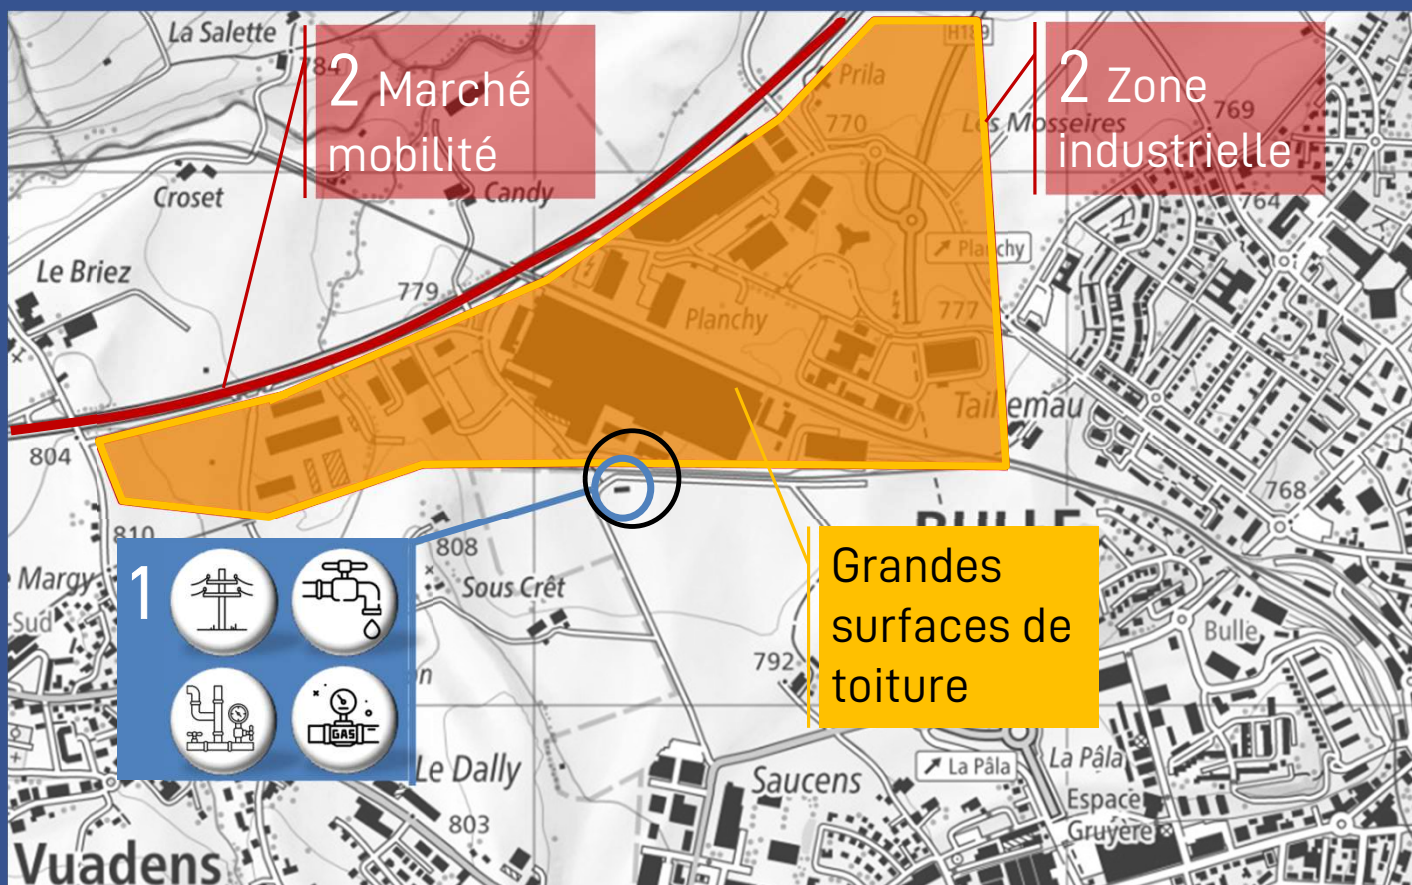 La Salette
784
2 Marché
mobilité
H189
2 Zone
industrielle
Prila
770
Les Mosseires
769
Croset
Candy
764
Le Briez
779
Planchy
Planchy
777
804
Taillemau
768
810
BULLE
Margy
-Sud
1
808
Sous Crêt
GAS
Grandes
surfaces de
toiture
792
Bulle
Le Dally
Saucens
La Pâla
La Pâla
Espace
Gruyère
803
Vuadens